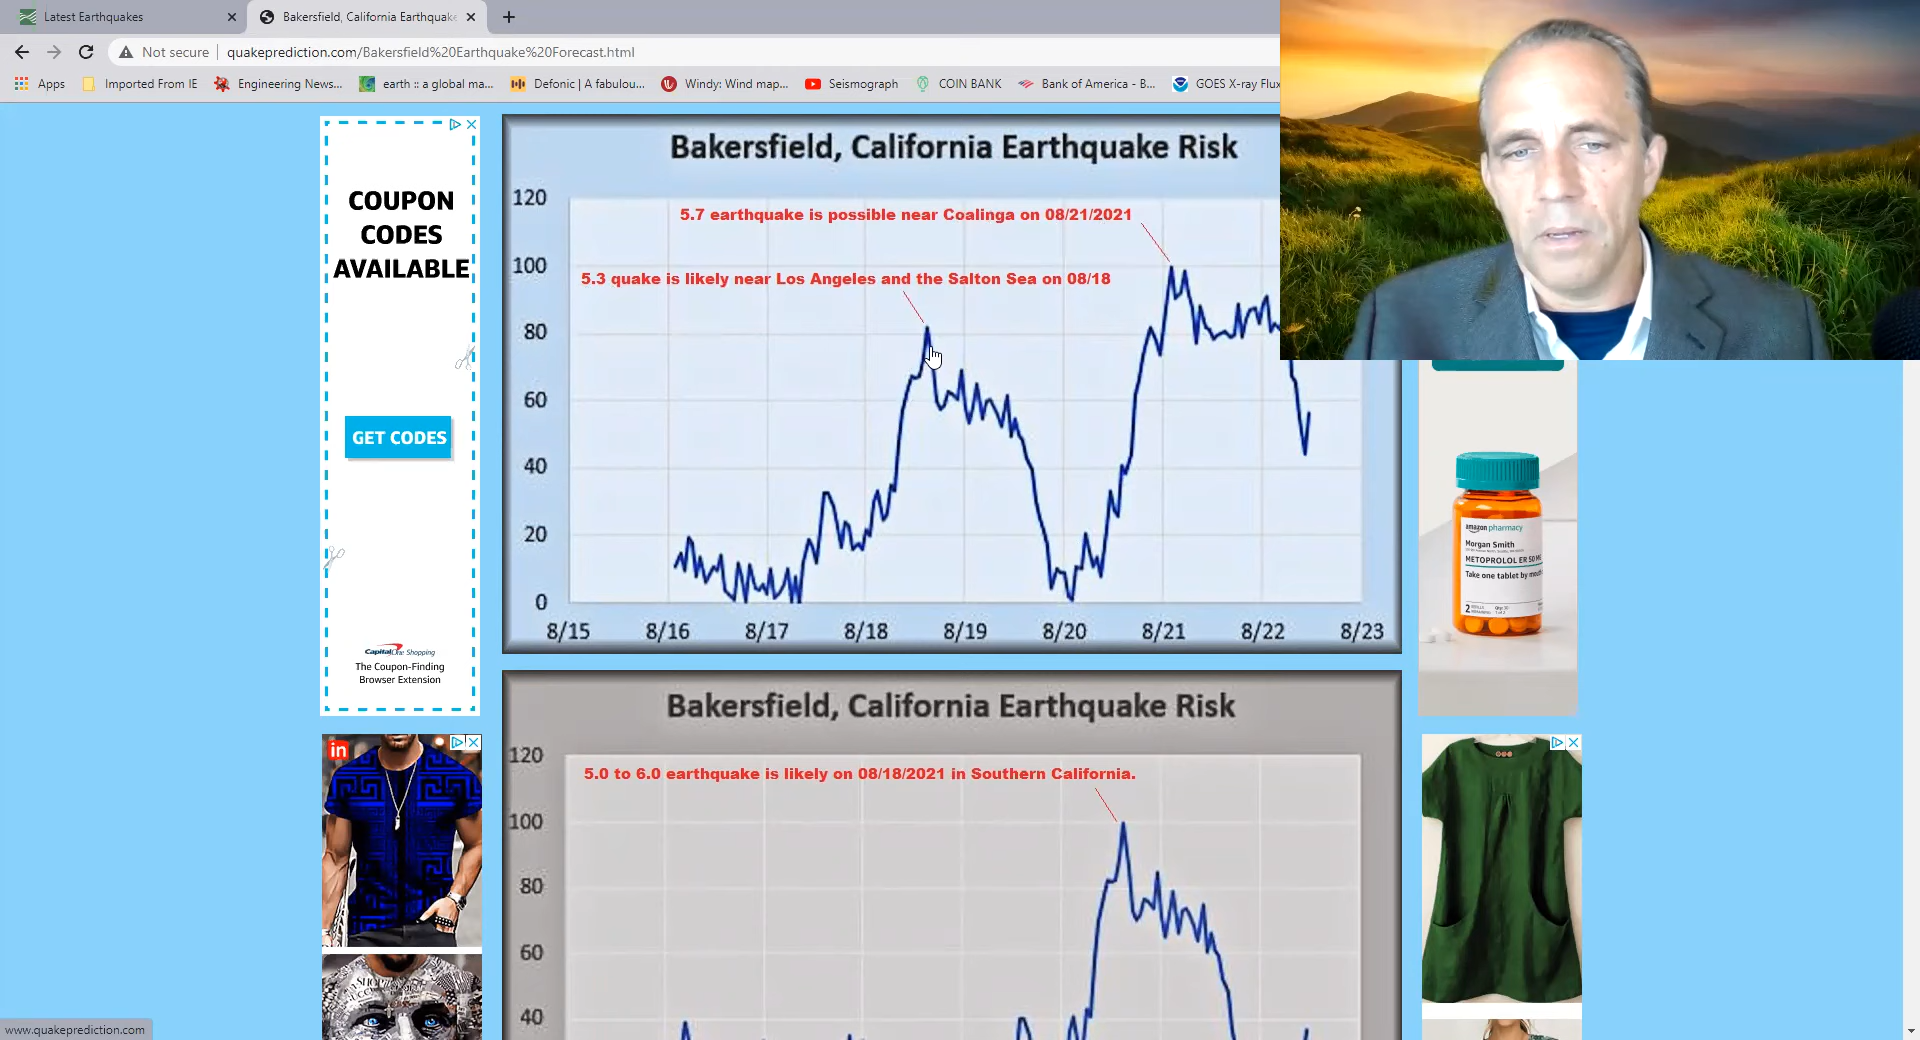 Latest Earthquakes
Bakersfield, California Earthquake
Not secure
quakeprediction.com/Bakersfield%20Earthquake%20Forecast.html
Apps
Imported From IE
Engineering News...
earth :: a global ma...
Defonic | A fabulou...
Windy: Wind map...
Seismograph
COIN BANK
Bank of America - B...
GOES X-ray Flux
COUPON
CODES
AVAILABLE
GET CODES
CapitalOne Shopping
The Coupon-Finding
Browser Extension
in
Bakersfield, California Earthquake Risk
5.7 earthquake is possible near Coalinga on 08/21/2021
5.3 quake is likely near Los Angeles and the Salton Sea on 08/18
120
100
80
60
40
20
0
8/15 8/16 8/17 8/18 8/19 8/20 8/21 8/22 8/23
Bakersfield, California Earthquake Risk
5.0 to 6.0 earthquake is likely on 08/18/2021 in Southern California.
120
100
80
60
40
amazon pharmacy
Morgan Smith
METOPROLOL ER 50 M
Take one tablet by
2
www.quakeprediction.com